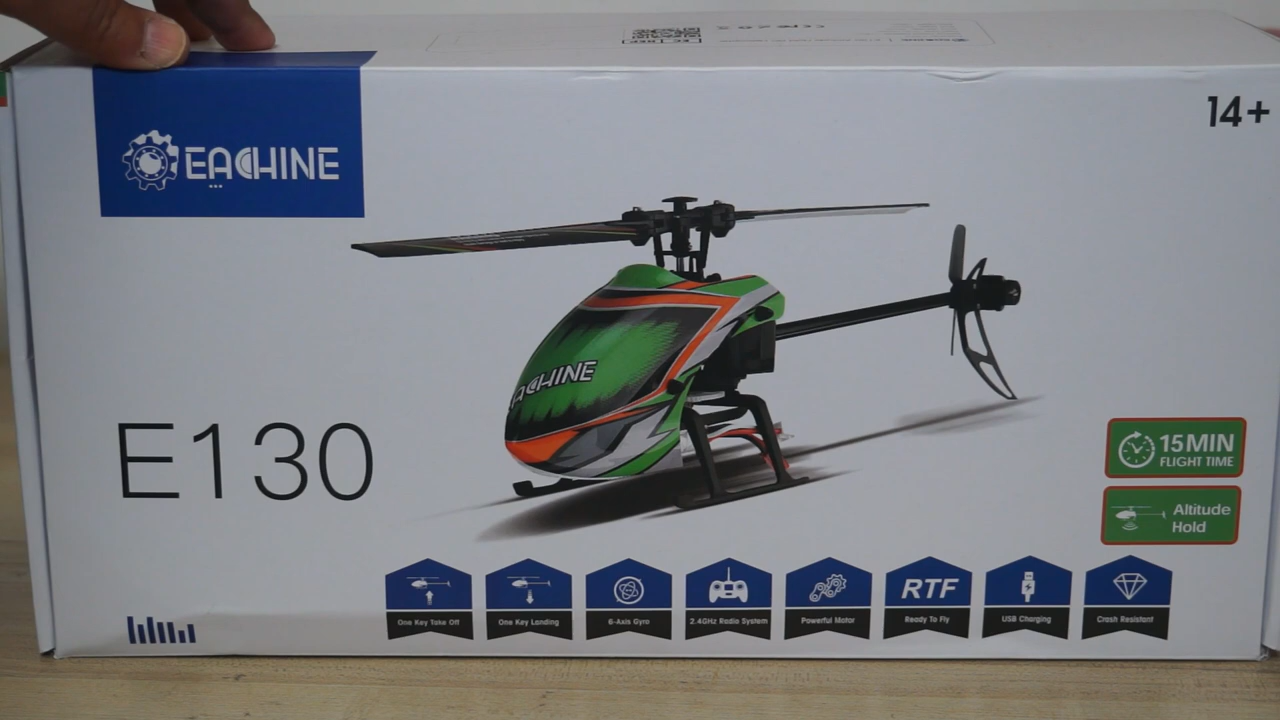 EACHINE
14+
EACHINE
E130
15MIN
FLIGHT TIME
Altitude
Hold
One Key Take Off
One Key Landing
6-Axis Gyro
2.4GHz Radio System
Powerful Motor
RTF
Ready To Fly
USB Charging
Crash Resistant